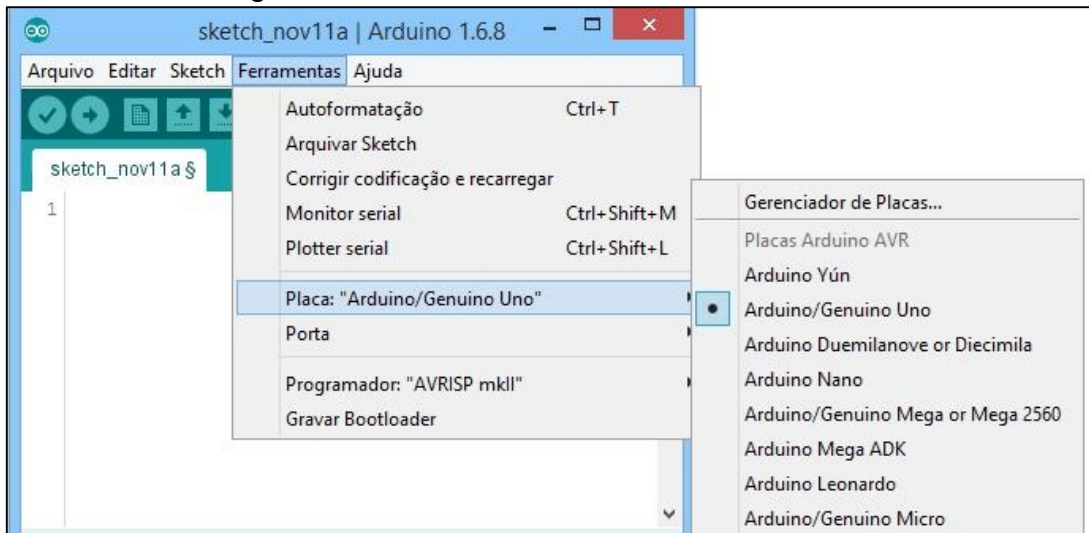 sketch_nov11a | Arduino 1.6.8
Arquivo Editar Sketch Ferramentas Ajuda
sketch_nov11a §
1
Autoformatação Ctrl+T
Arquivar Sketch
Corrigir codificação e recarregar
Monitor serial Ctrl+Shift+M
Plotter serial Ctrl+Shift+L
Placa: "Arduino/Genuino Uno"
Porta
Programador: "AVRISP mkII"
Gravar Bootloader
Gerenciador de Placas...
Placas Arduino AVR
Arduino Yún
Arduino/Genuino Uno
Arduino Duemilanove or Diecimila
Arduino Nano
Arduino/Genuino Mega or Mega 2560
Arduino Mega ADK
Arduino Leonardo
Arduino/Genuino Micro